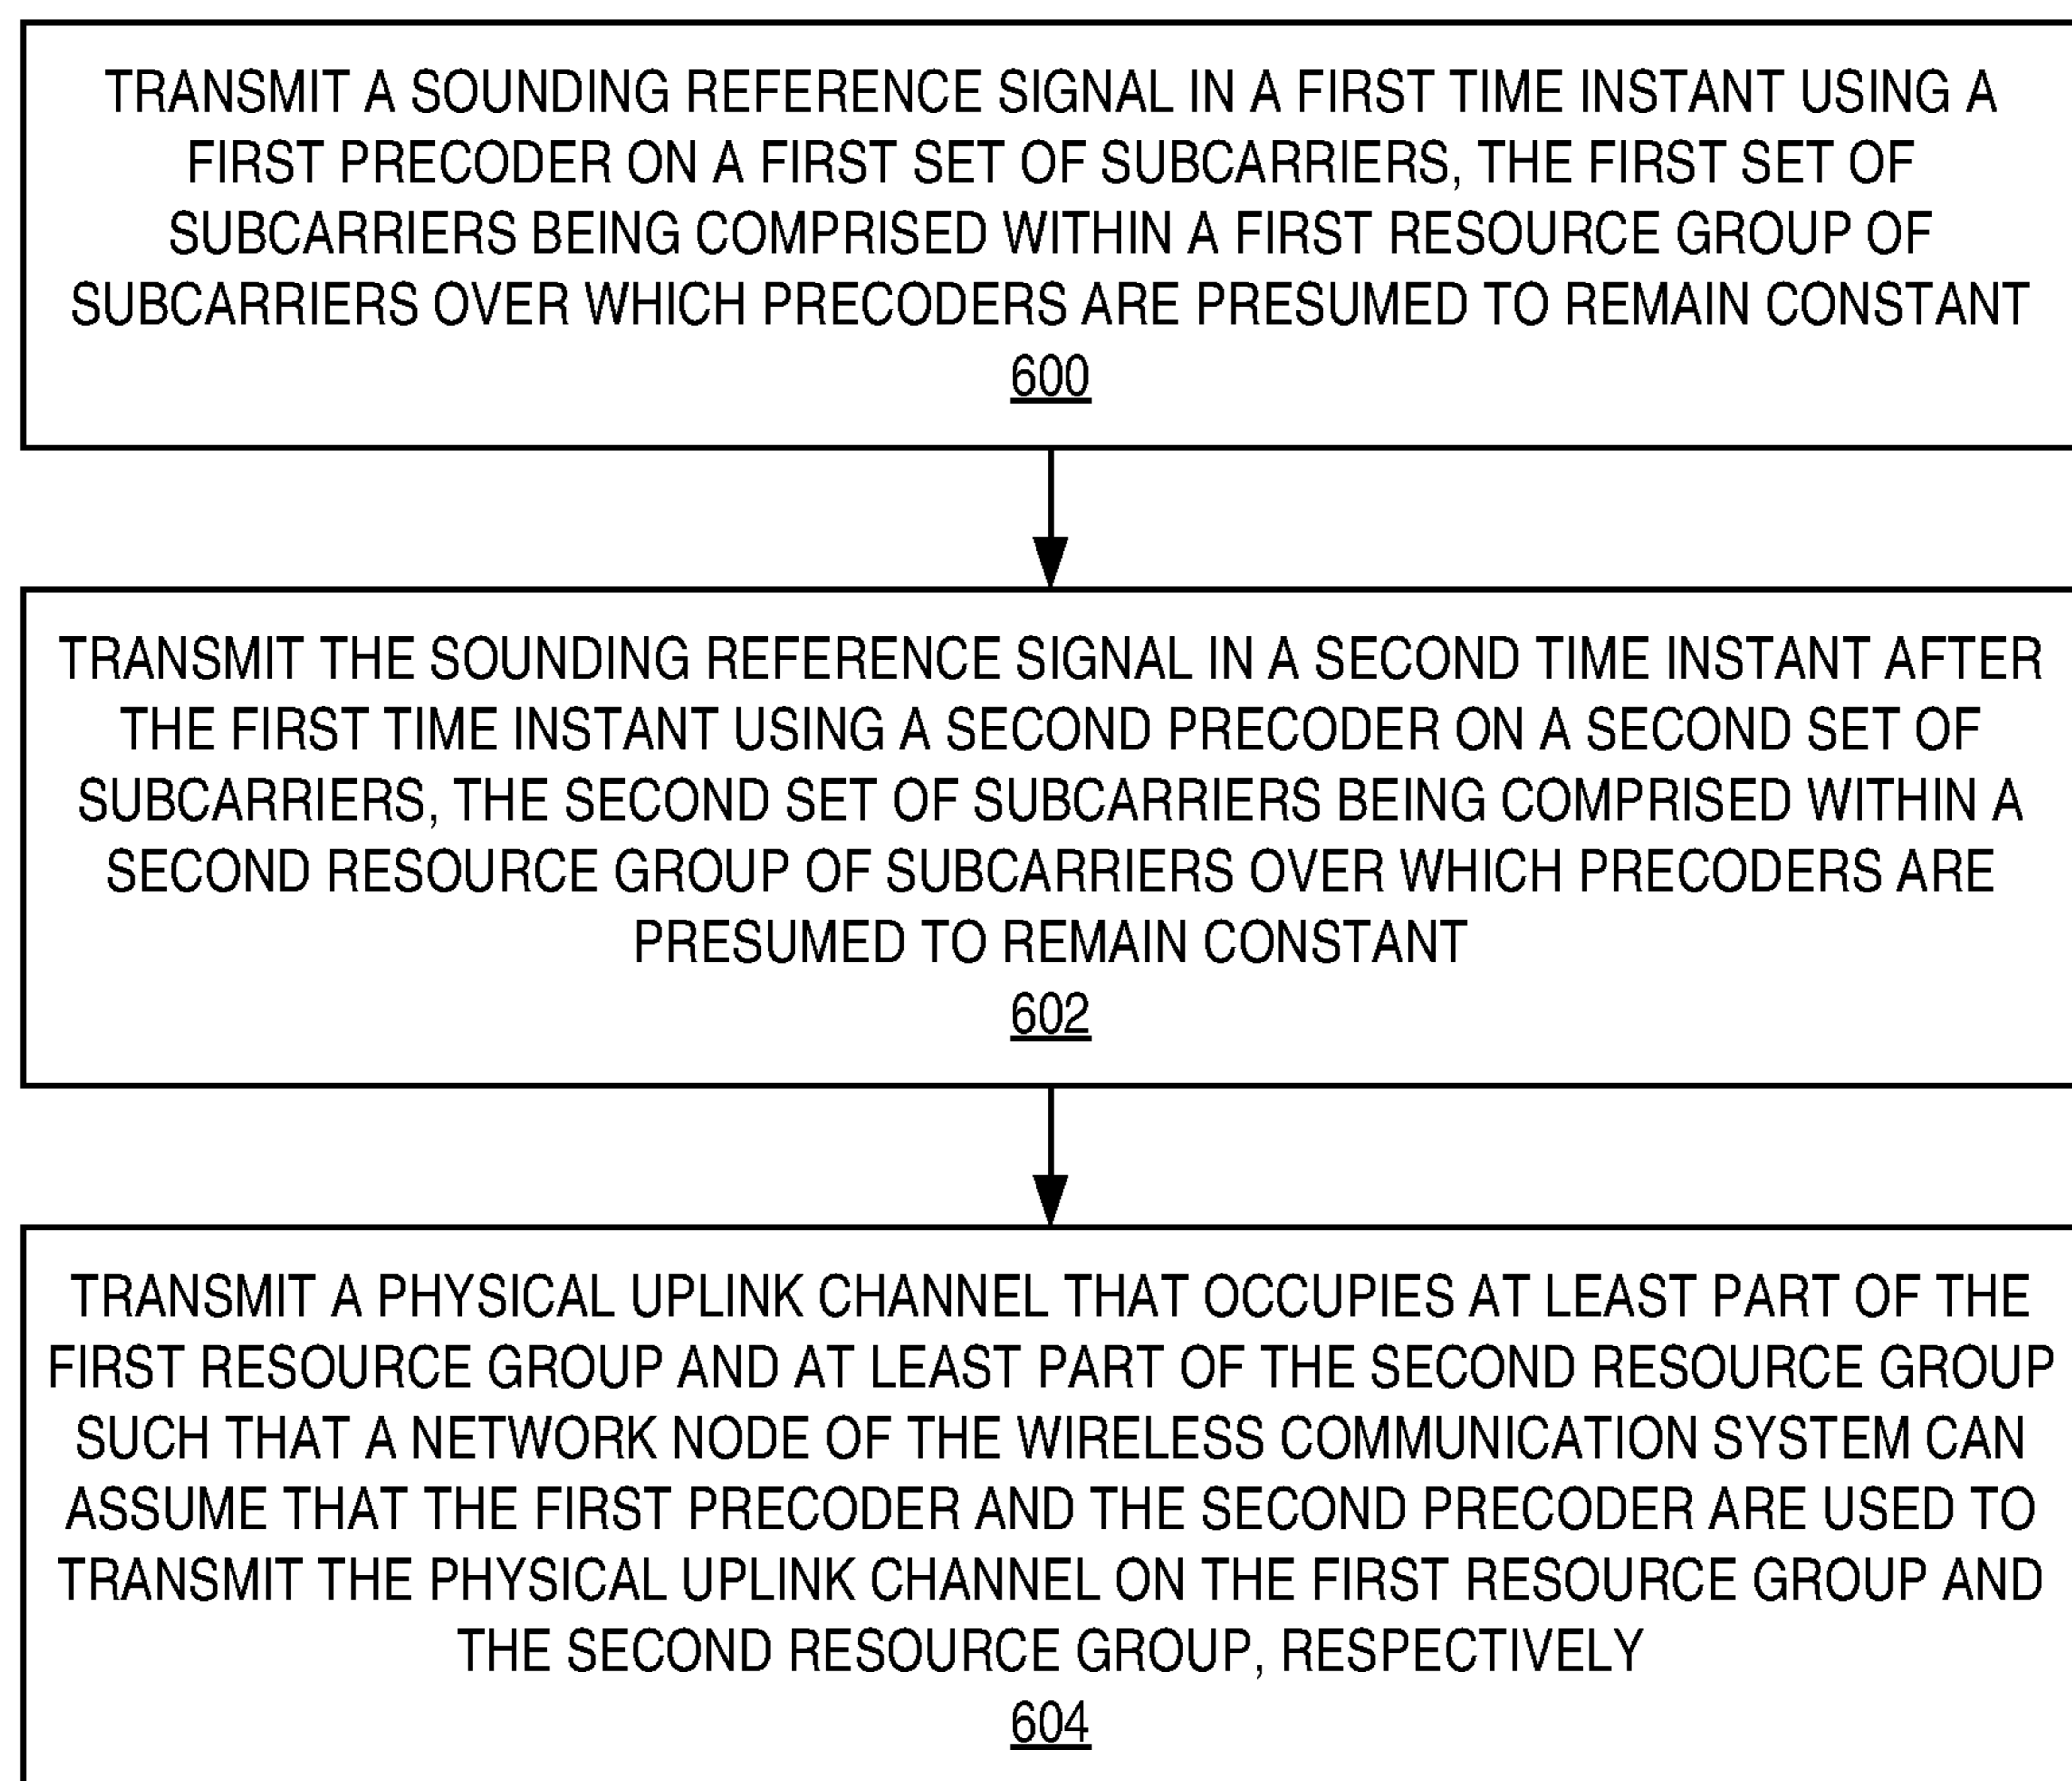 TRANSMIT A SOUNDING REFERENCE SIGNAL IN A FIRST TIME INSTANT USING A
FIRST PRECODER ON A FIRST SET OF SUBCARRIERS, THE FIRST SET OF
SUBCARRIERS BEING COMPRISED WITHIN A FIRST RESOURCE GROUP OF
SUBCARRIERS OVER WHICH PRECODERS ARE PRESUMED TO REMAIN CONSTANT
600
TRANSMIT THE SOUNDING REFERENCE SIGNAL IN A SECOND TIME INSTANT AFTER
THE FIRST TIME INSTANT USING A SECOND PRECODER ON A SECOND SET OF
SUBCARRIERS, THE SECOND SET OF SUBCARRIERS BEING COMPRISED WITHIN A
SECOND RESOURCE GROUP OF SUBCARRIERS OVER WHICH PRECODERS ARE
PRESUMED TO REMAIN CONSTANT
602
TRANSMIT A PHYSICAL UPLINK CHANNEL THAT OCCUPIES AT LEAST PART OF THE
FIRST RESOURCE GROUP AND AT LEAST PART OF THE SECOND RESOURCE GROUP
SUCH THAT A NETWORK NODE OF THE WIRELESS COMMUNICATION SYSTEM CAN
ASSUME THAT THE FIRST PRECODER AND THE SECOND PRECODER ARE USED TO
TRANSMIT THE PHYSICAL UPLINK CHANNEL ON THE FIRST RESOURCE GROUP AND
THE SECOND RESOURCE GROUP, RESPECTIVELY
604